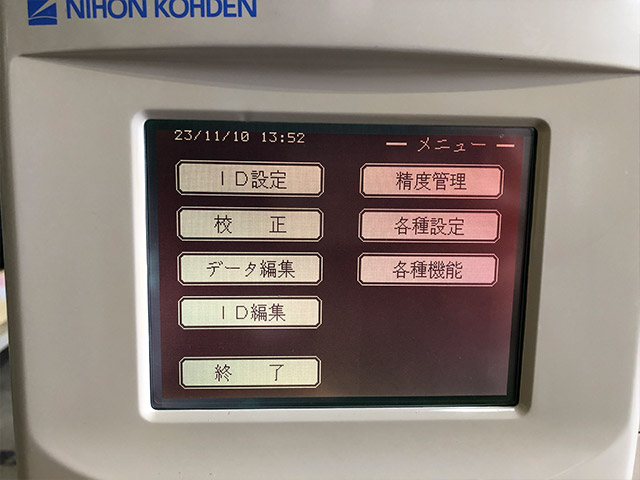 NIHON KOHDEN
23/11/10 13:52
― メニュー ―
ID設定
精度管理
校 正
各種設定
データ編集
各種機能
ID編集
終 了